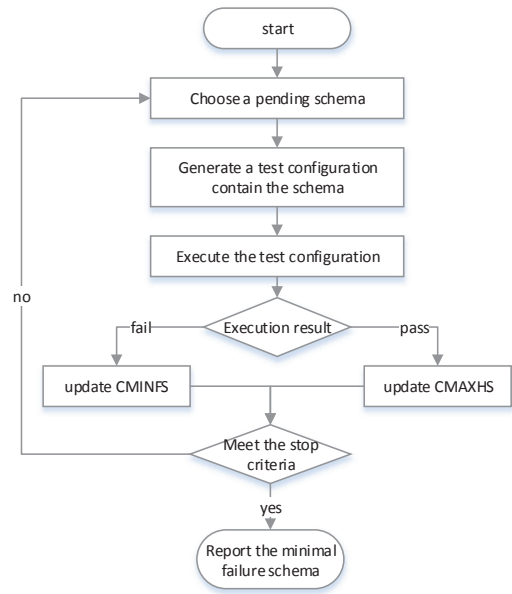 start
Choose a pending schema
Generate a test configuration
contain the schema
Execute the test configuration
no
Execution result
fail
pass
update CMINFS
update CMAXHS
Meet the stop
criteria
yes
Report the minimal
failure schema